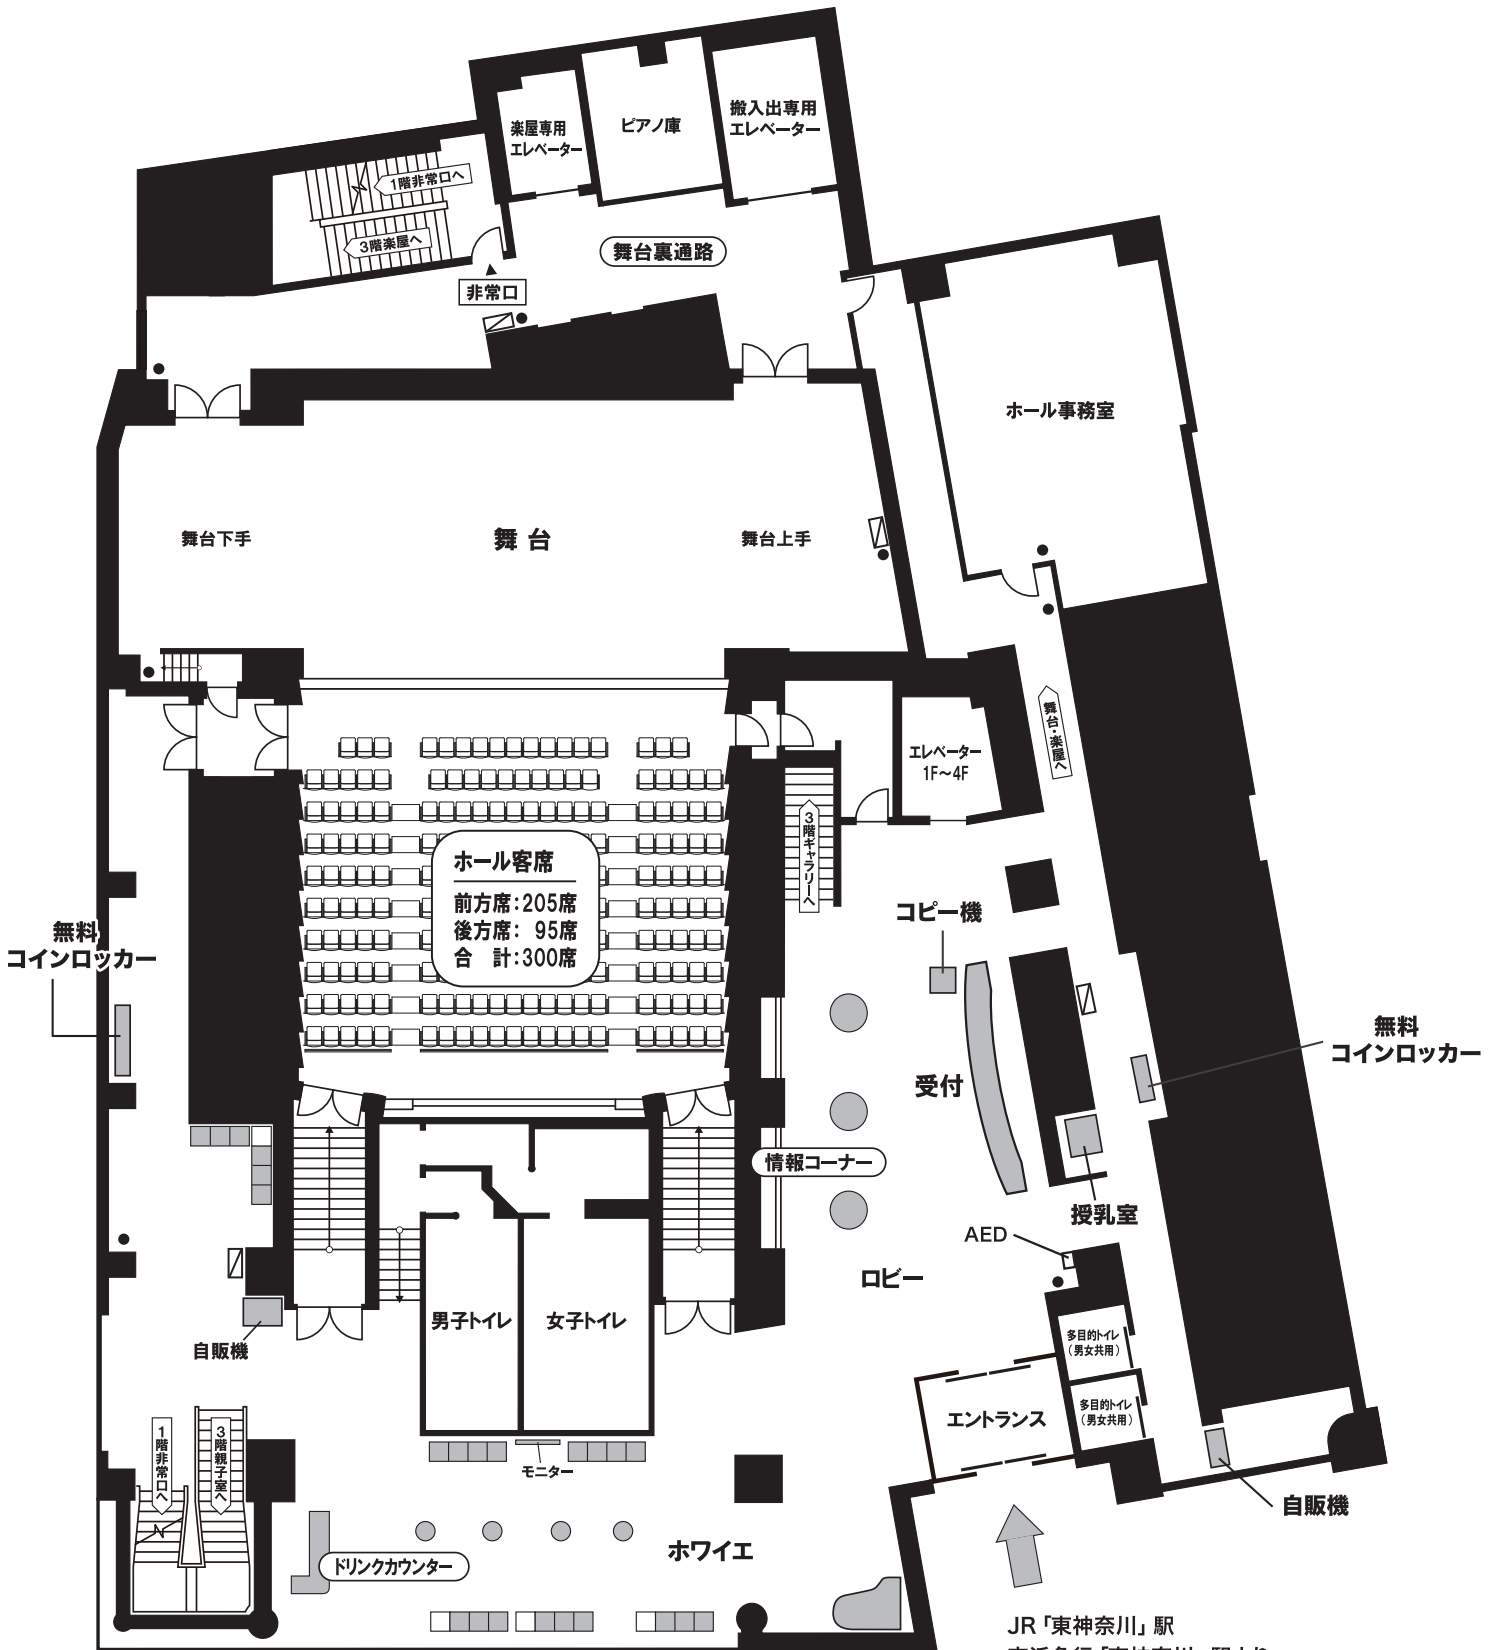 楽屋専用
エレベーター
ピアノ庫
搬入出専用
エレベーター
1階非常口へ
3階楽屋へ
舞台裏通路
非常口
ホール事務室
舞台下手
舞台
舞台上手
舞台・楽屋へ
エレベーター
1F〜4F
3階ギャラリーへ
ホール客席
前方席:205席
後方席: 95席
合 計:300席
コピー機
無料
コインロッカー
無料
コインロッカー
受付
情報コーナー
授乳室
AED
ロビー
男子トイレ
女子トイレ
自販機
多目的トイレ
（男女共用）
多目的トイレ
（男女共用）
エントランス
1階非常口へ
3階親子室へ
モニター
自販機
ドリンクカウンター
ホワイエ
JR「東神奈川」駅